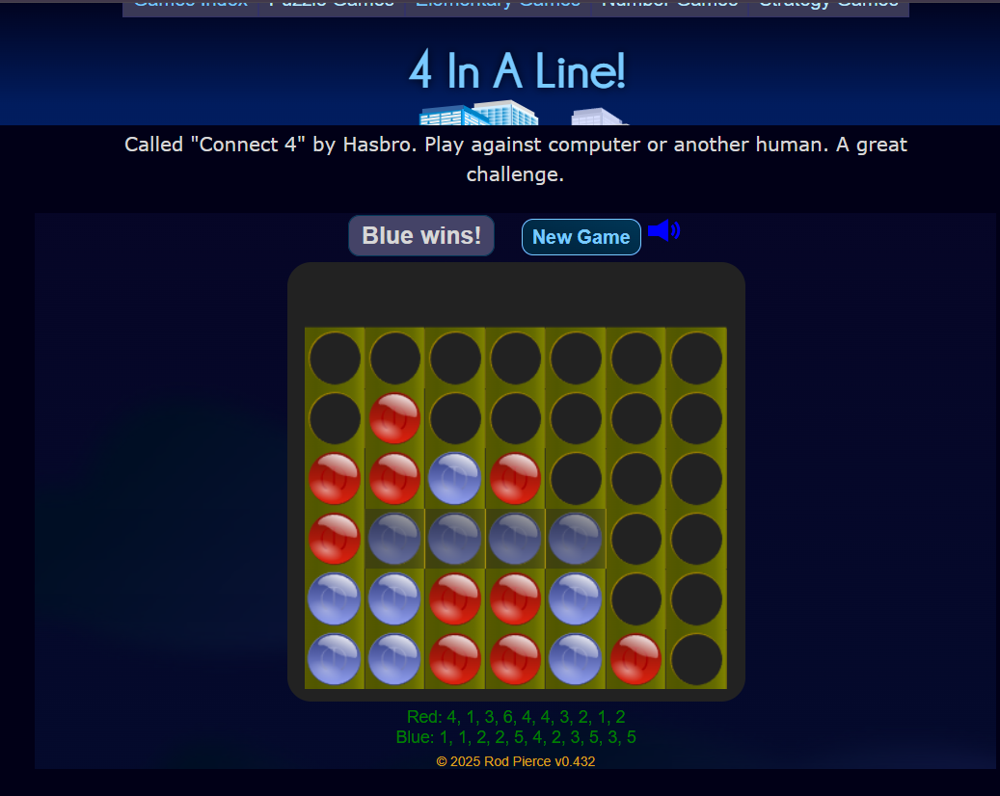 Games Index Puzzle Games Elementary Games Number Games Strategy Games
4 In A Line!
Called "Connect 4" by Hasbro. Play against computer or another human. A great
challenge.
Blue wins!
New Game
Red: 4, 1, 3, 6, 4, 4, 3, 2, 1, 2
Blue: 1, 1, 2, 2, 5, 4, 2, 3, 5, 3, 5
© 2025 Rod Pierce v0.432